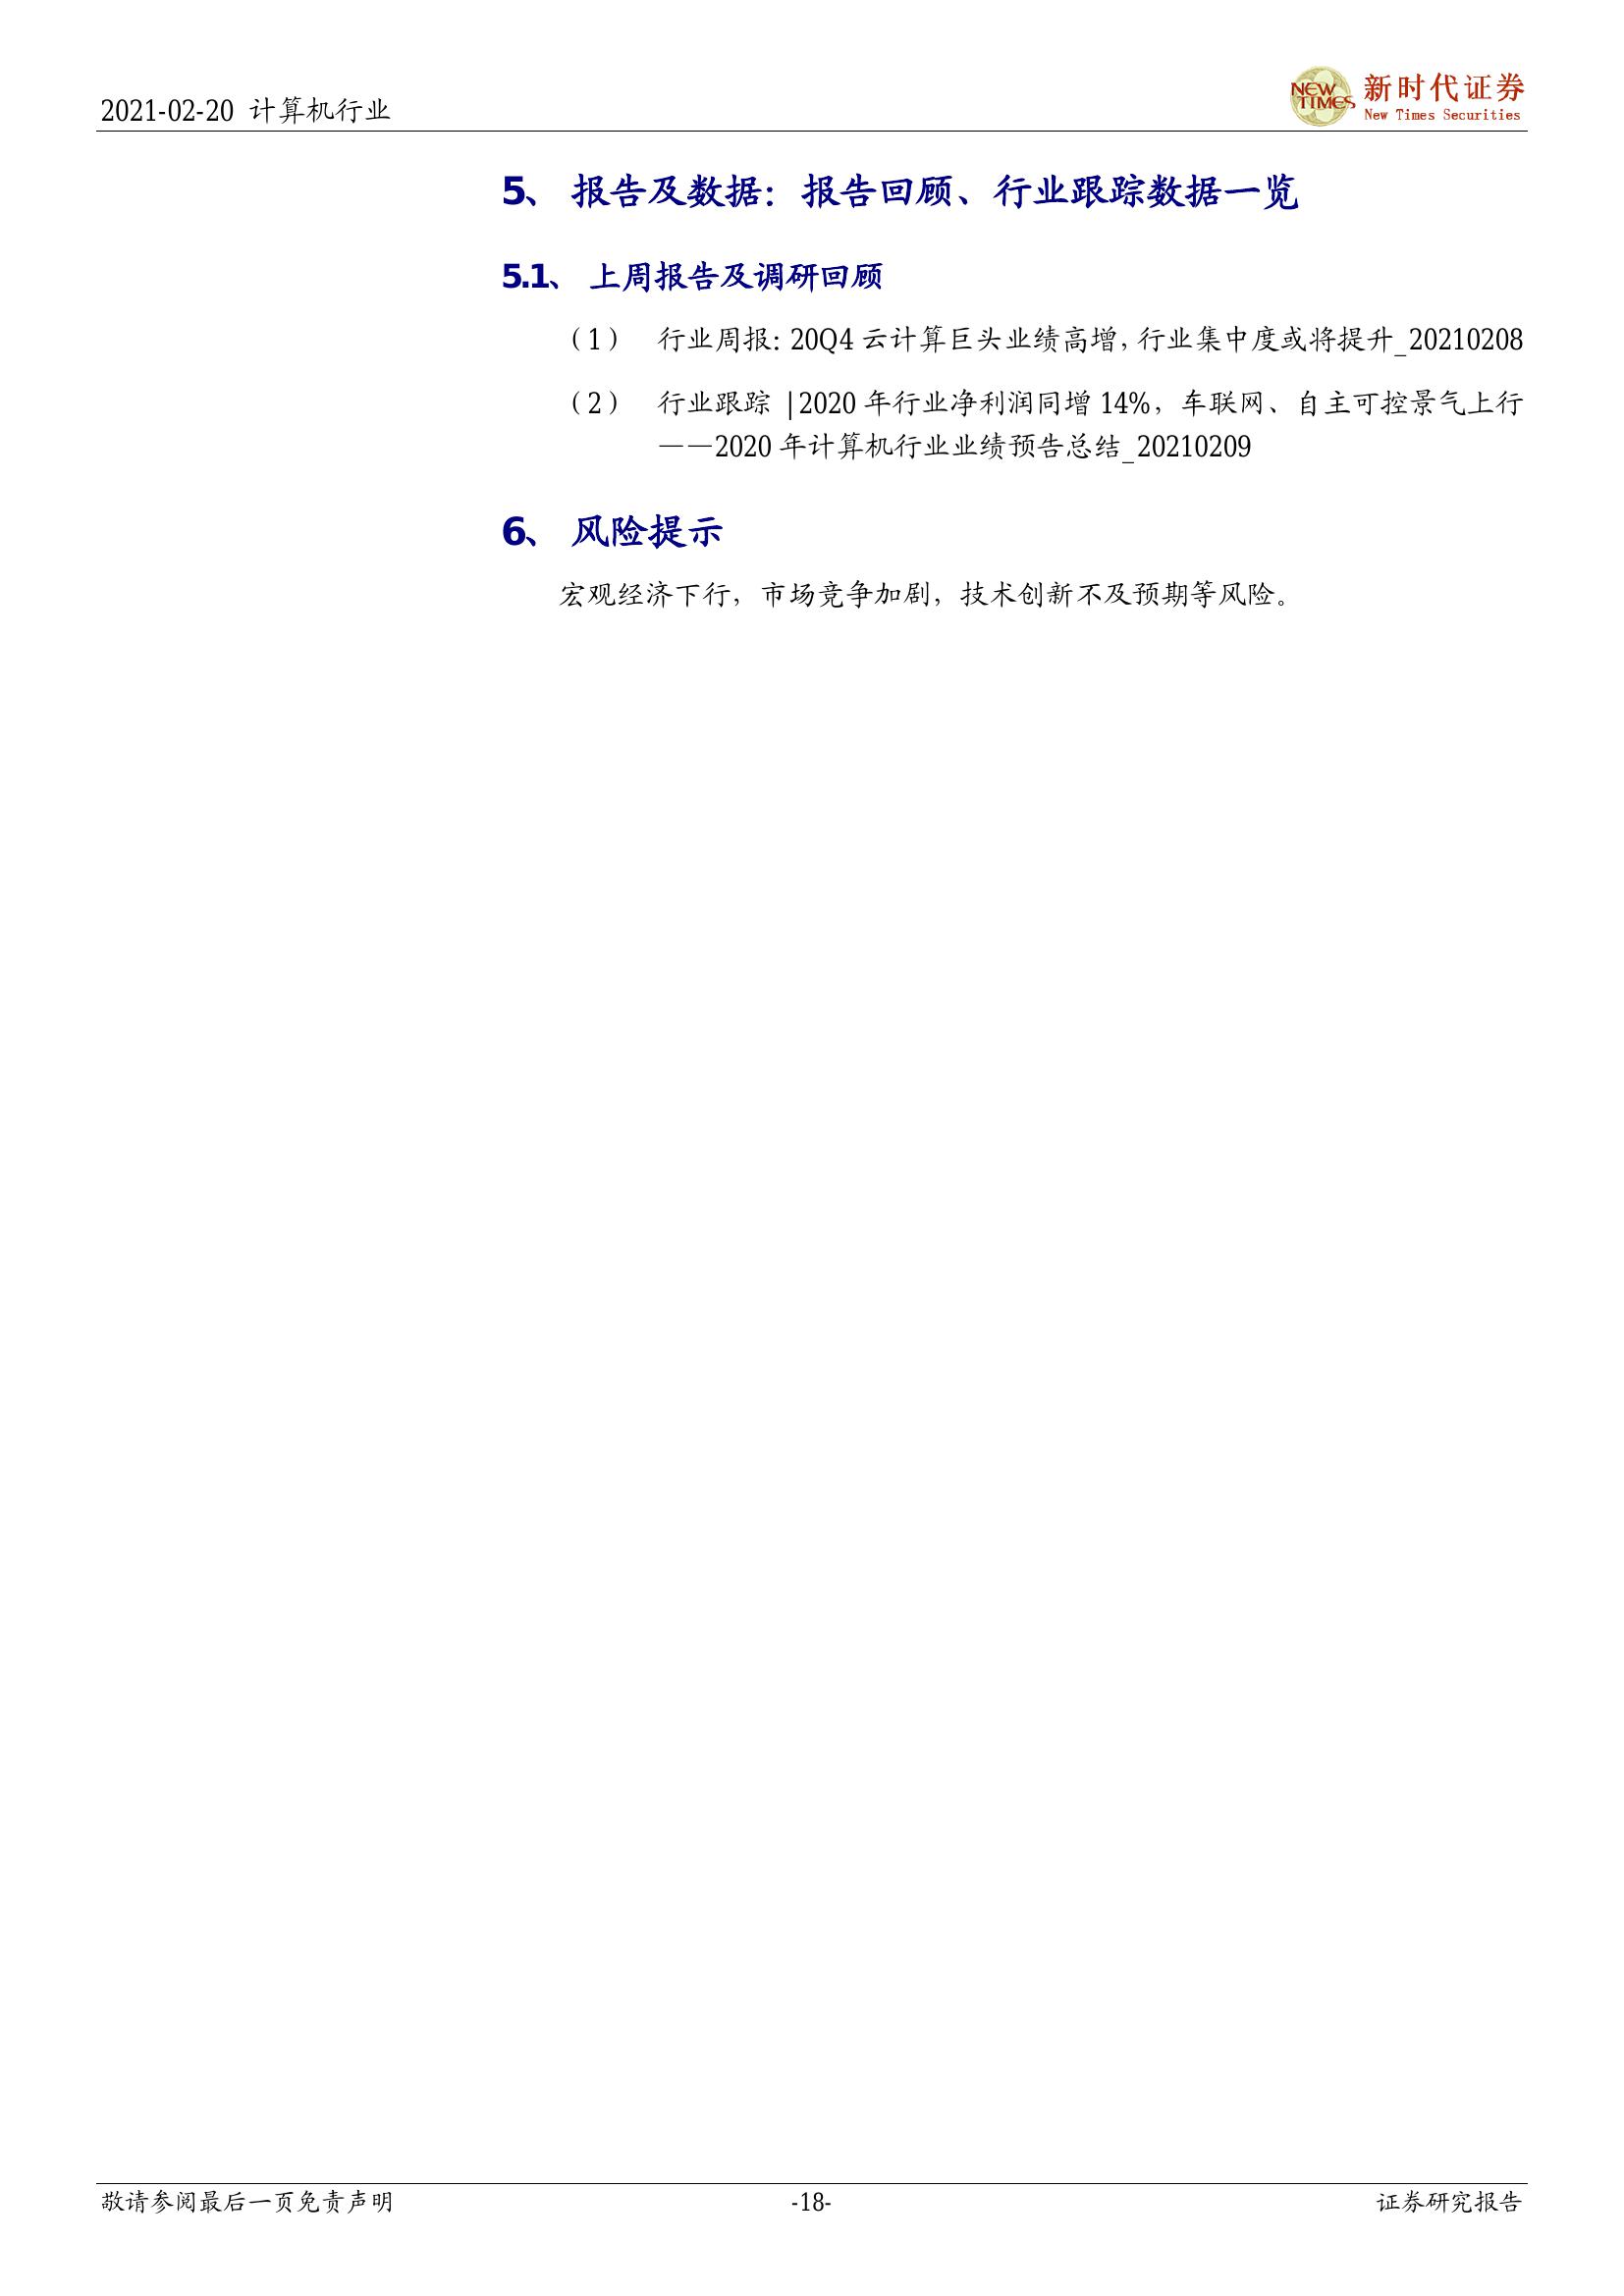 2021-02-20 计算机行业
NEW TIMES 新时代证券
New Times Securities
5、 报告及数据：报告回顾、行业跟踪数据一览
5.1、 上周报告及调研回顾
（1） 行业周报：20Q4 云计算巨头业绩高增，行业集中度或将提升_20210208
（2） 行业跟踪 |2020 年行业净利润同增 14%，车联网、自主可控景气上行
——2020 年计算机行业业绩预告总结_20210209
6、 风险提示
宏观经济下行，市场竞争加剧，技术创新不及预期等风险。
敬请参阅最后一页免责声明 -18- 证券研究报告